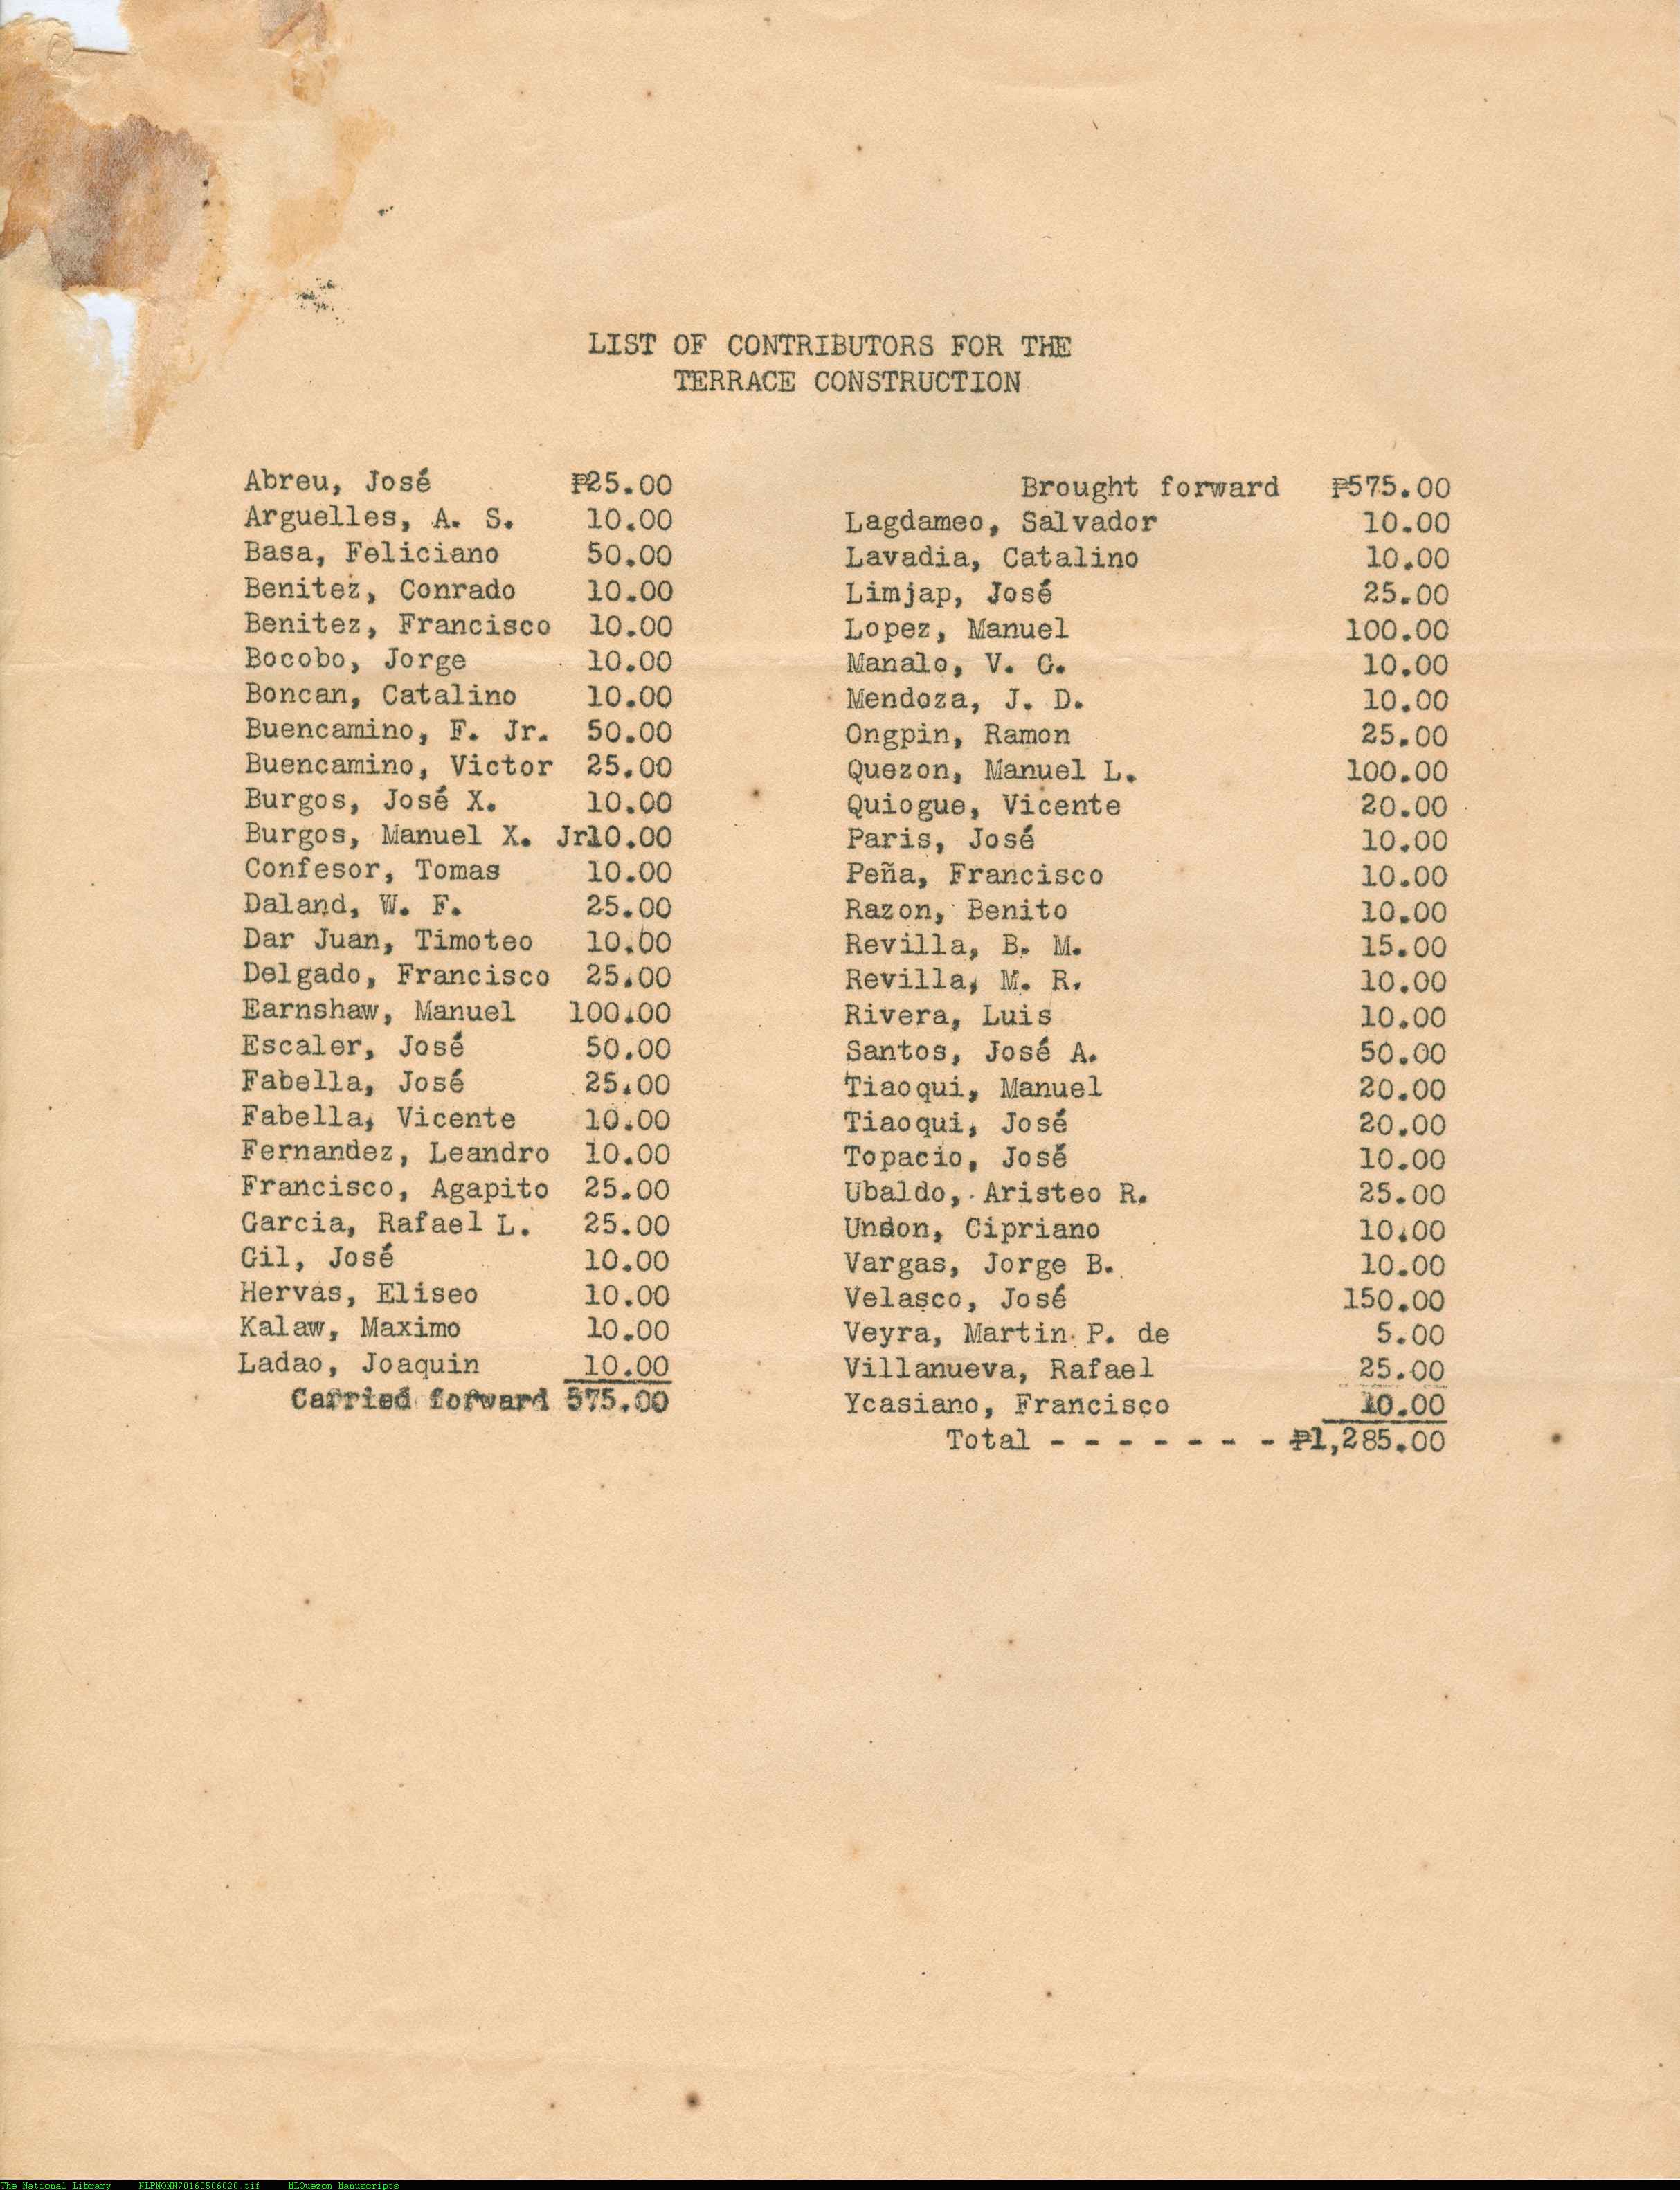 LIST OF CONTRIBUTORS FOR THE
TERRACE CONSTRUCTION
Abreu, José ₱25.00
Arguelles, A. S. 10.00
Basa, Feliciano 50.00
Benitez, Conrado 10.00
Benitez, Francisco 10.00
Bocobo, Jorge 10.00
Boncan, Catalino 10.00
Buencamino, F. Jr. 50.00
Buencamino, Victor 25.00
Burgos, José X. 10.00
Burgos, Manuel X. Jr10.00
Confesor, Tomas 10.00
Daland, W. F. 25.00
Dar Juan, Timoteo 10.00
Delgado, Francisco 25.00
Earnshaw, Manuel 100.00
Escaler, José 50.00
Fabella, José 25.00
Fabella, Vicente 10.00
Fernandez, Leandro 10.00
Francisco, Agapito 25.00
Garcia, Rafael L. 25.00
Gil, José 10.00
Hervas, Eliseo 10.00
Kalaw, Maximo 10.00
Ladao, Joaquin 10.00
Carried forward 575.00
Brought forward ₱575.00
Lagdameo, Salvador 10.00
Lavadia, Catalino 10.00
Limjap, José 25.00
Lopez, Manuel 100.00
Manalo, V. G. 10.00
Mendoza, J. D. 10.00
Ongpin, Ramon 25.00
Quezon, Manuel L. 100.00
Quiogue, Vicente 20.00
Paris, José 10.00
Peña, Francisco 10.00
Razon, Benito 10.00
Revilla, B. M. 15.00
Revilla, M. R. 10.00
Rivera, Luis 10.00
Santos, José A. 50.00
Tiaoqui, Manuel 20.00
Tiaoqui, José 20.00
Topacio, José 10.00
Ubaldo, Aristeo R. 25.00
Unson, Cipriano 10.00
Vargas, Jorge B. 10.00
Velasco, José 150.00
Veyra, Martin P. de 5.00
Villanueva, Rafael 25.00
Ycasiano, Francisco 10.00
Total - - - - - - - ₱1,285.00
The National Library NLPMQMN70160506020.tif MLQuezon Manuscripts